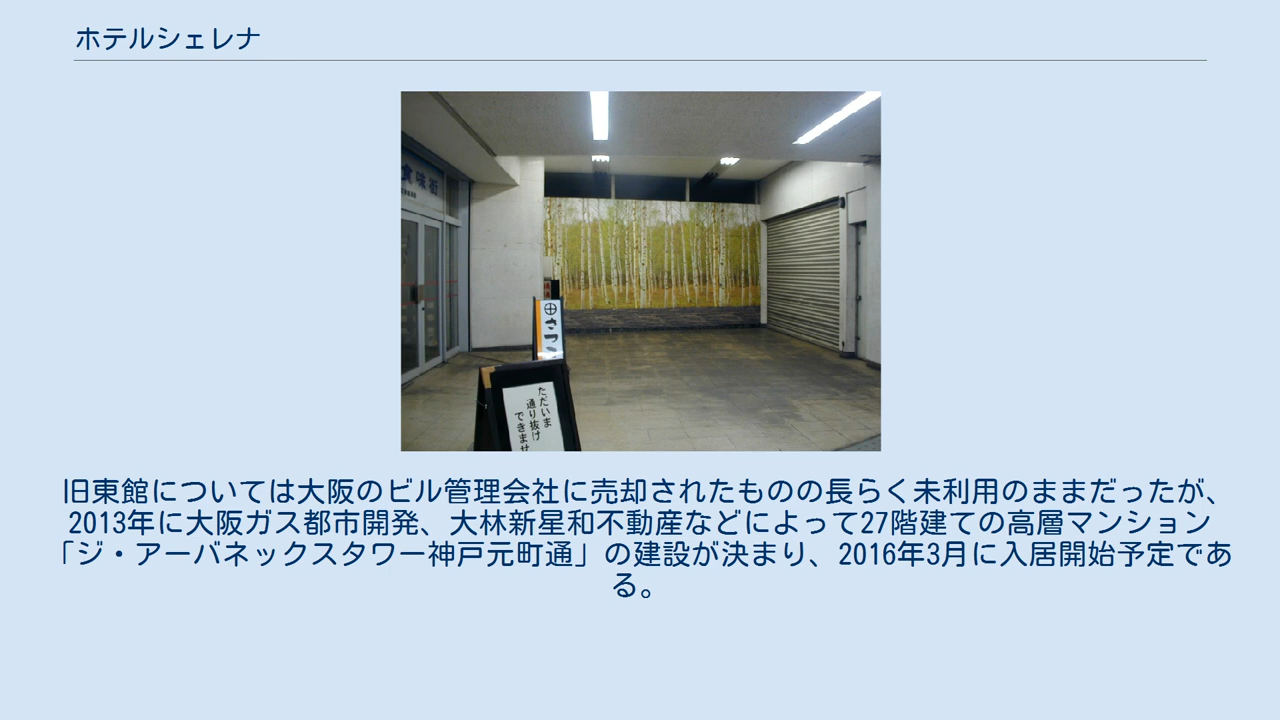 ホテルシェレナ
食味街
さつ
ただいま
通り抜け
できませ
旧東館については大阪のビル管理会社に売却されたものの長らく未利用のままだったが、
2013年に大阪ガス都市開発、大林新星和不動産などによって27階建ての高層マンション
「ジ・アーバネックスタワー神戸元町通」の建設が決まり、2016年3月に入居開始予定であ
る。